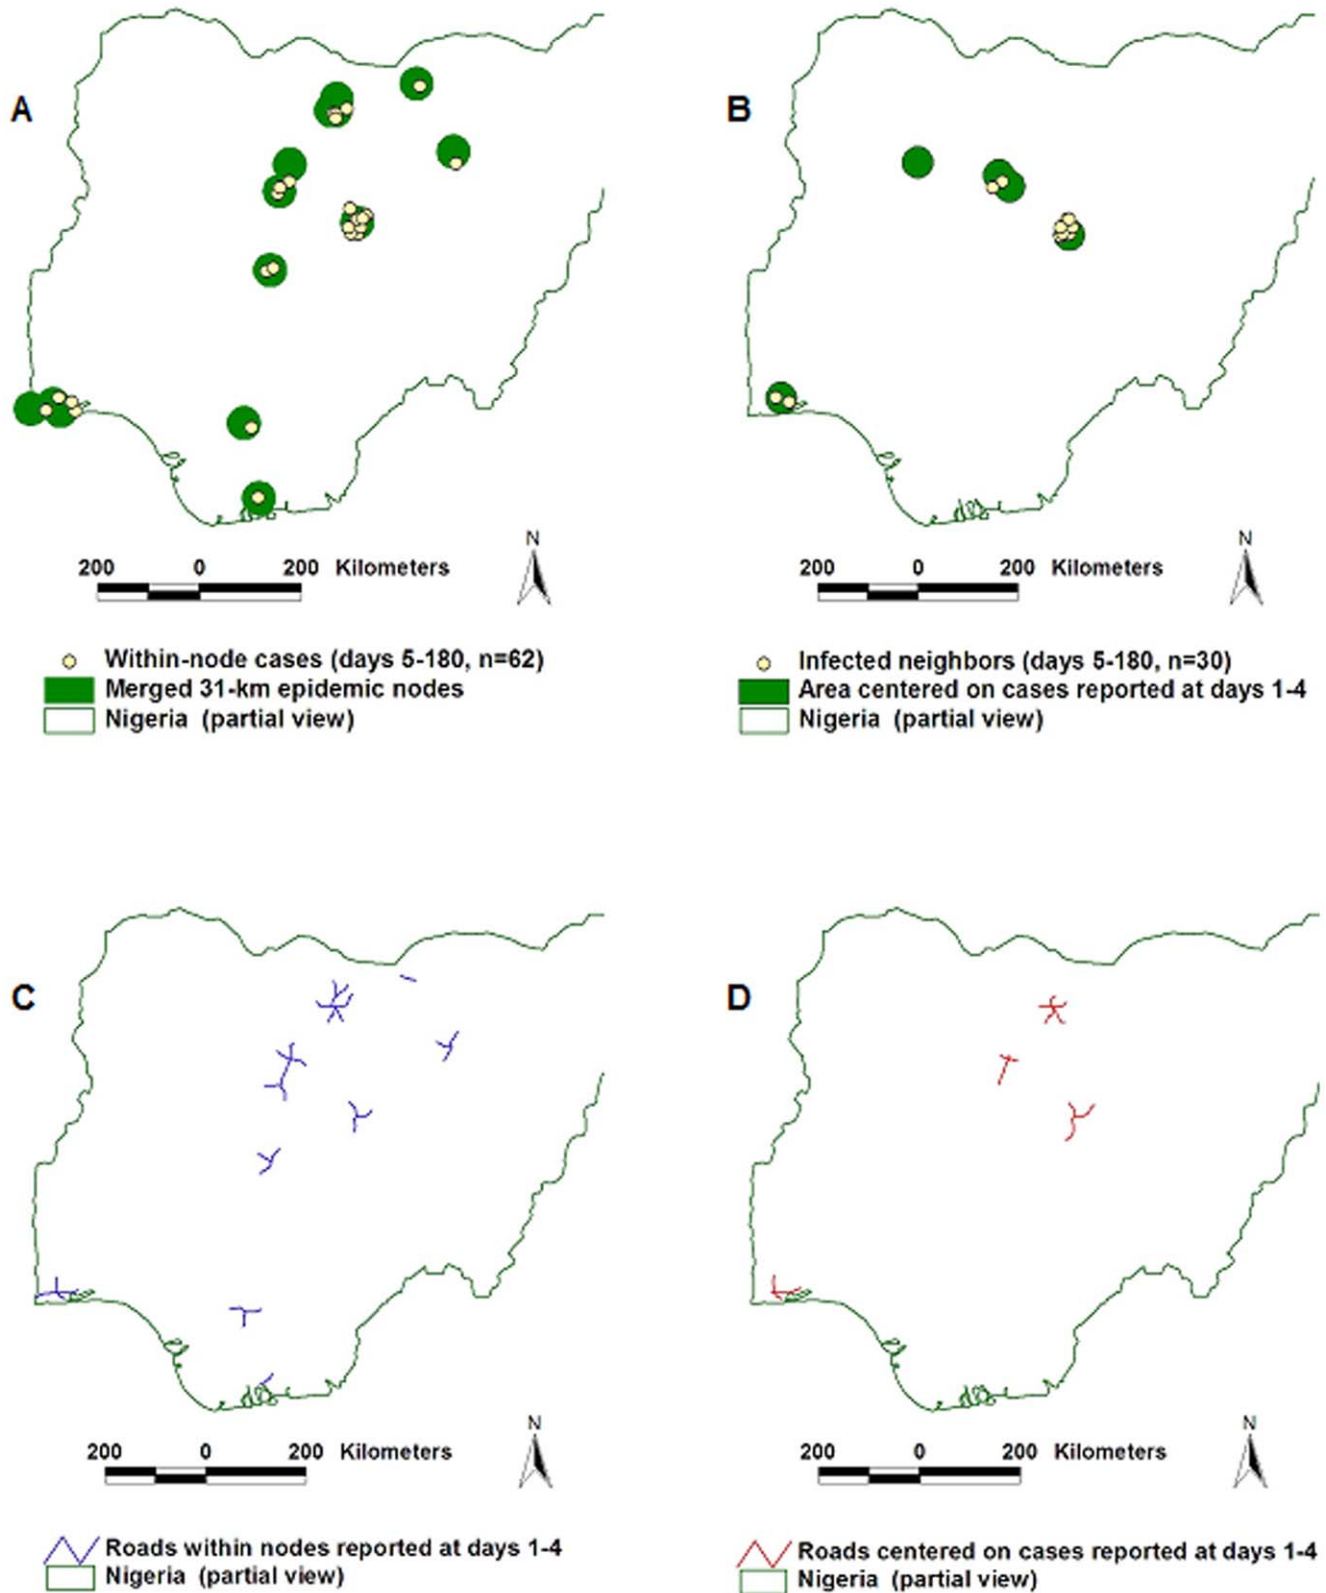 A
B
N
N
200 0 200 Kilometers
200 0 200 Kilometers
Within-node cases (days 5-180, n=62)
Merged 31-km epidemic nodes
Nigeria (partial view)
Infected neighbors (days 5-180, n=30)
Area centered on cases reported at days 1-4
Nigeria (partial view)
C
D
N
N
200 0 200 Kilometers
200 0 200 Kilometers
Roads within nodes reported at days 1-4
Nigeria (partial view)
Roads centered on cases reported at days 1-4
Nigeria (partial view)